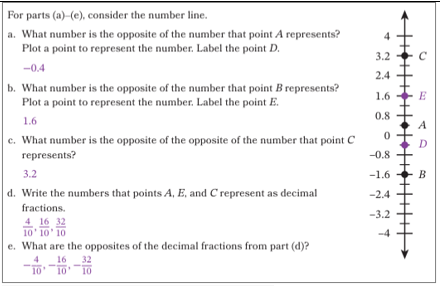 For parts (a)–(e), consider the number line.
a. What number is the opposite of the number that point A represents?
Plot a point to represent the number. Label the point D.
−0.4
b. What number is the opposite of the number that point B represents?
Plot a point to represent the number. Label the point E.
1.6
c. What number is the opposite of the opposite of the number that point C
represents?
3.2
d. Write the numbers that points A, E, and C represent as decimal
fractions.
4/10, 16/10, 32/10
e. What are the opposites of the decimal fractions from part (d)?
−4/10, −16/10, −32/10
4
3.2 C
2.4
1.6 E
0.8
A
0
D
−0.8
−1.6 B
−2.4
−3.2
−4